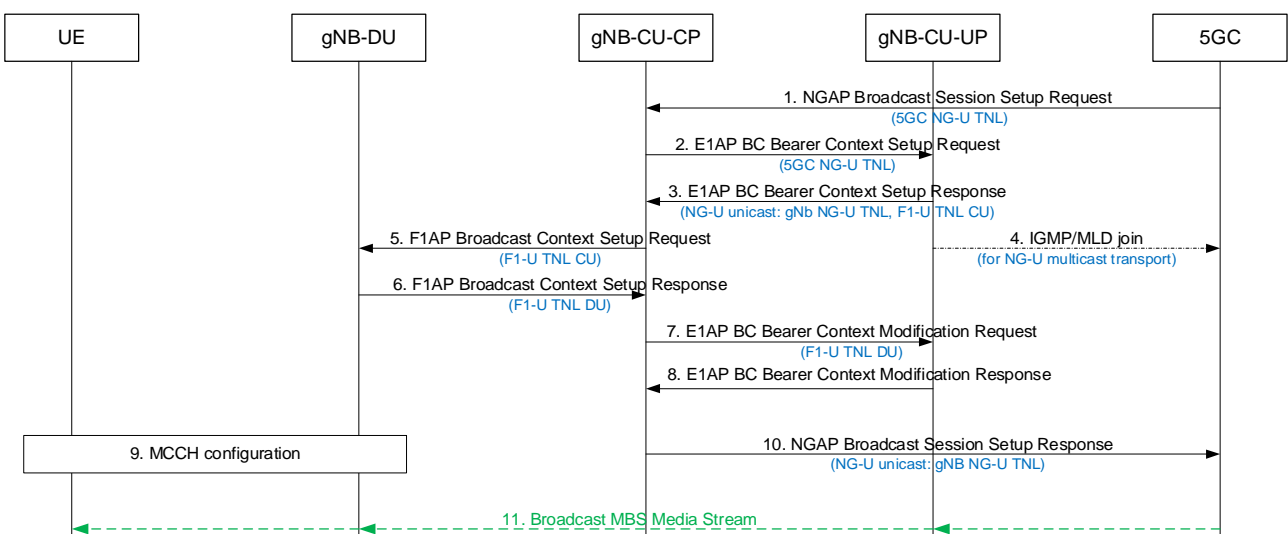 UE
gNB-DU
gNB-CU-CP
gNB-CU-UP
5GC
1. NGAP Broadcast Session Setup Request
(5GC NG-U TNL)
2. E1AP BC Bearer Context Setup Request
(5GC NG-U TNL)
3. E1AP BC Bearer Context Setup Response
(NG-U unicast: gNb NG-U TNL, F1-U TNL CU)
5. F1AP Broadcast Context Setup Request
(F1-U TNL CU)
4. IGMP/MLD join
(for NG-U multicast transport)
6. F1AP Broadcast Context Setup Response
(F1-U TNL DU)
7. E1AP BC Bearer Context Modification Request
(F1-U TNL DU)
8. E1AP BC Bearer Context Modification Response
9. MCCH configuration
10. NGAP Broadcast Session Setup Response
(NG-U unicast: gNB NG-U TNL)
11. Broadcast MBS Media Stream